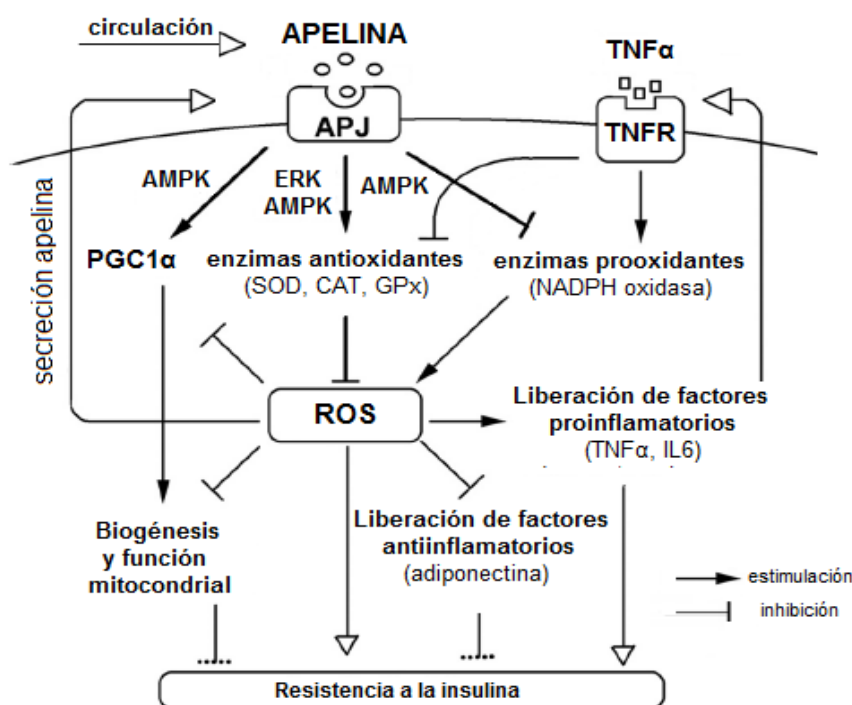 circulación
APELINA
TNFα
APJ
TNFR
AMPK
ERK
AMPK
AMPK
secreción apelina
PGC1α
enzimas antioxidantes
(SOD, CAT, GPx)
enzimas prooxidantes
(NADPH oxidasa)
ROS
Liberación de factores
proinflamatorios
(TNFα, IL6)
Biogénesis
y función
mitocondrial
Liberación de factores
antiinflamatorios
(adiponectina)
estimulación
inhibición
Resistencia a la insulina